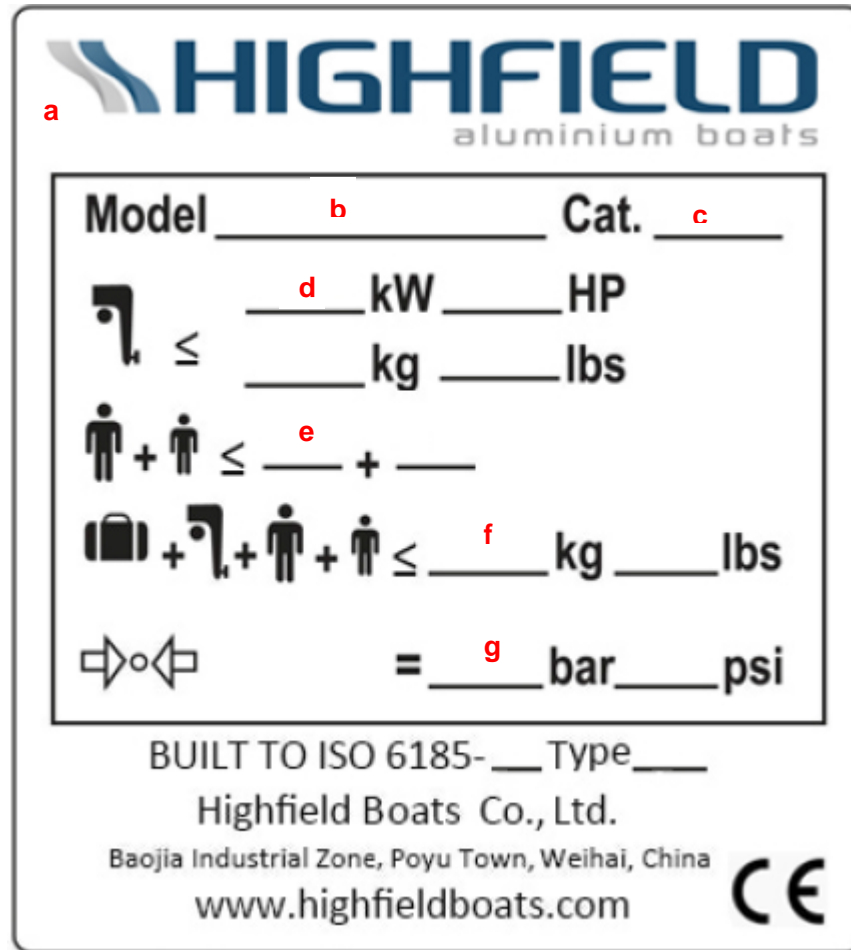 HIGHFIELD
a
aluminium boats
Model b Cat. c
d kW HP
≤
kg lbs
e
+ ≤ +
f
+ + + ≤ kg lbs
g
= bar psi
BUILT TO ISO 6185- Type
Highfield Boats Co., Ltd.
Baojia Industrial Zone, Poyu Town, Weihai, China
www.highfieldboats.com
CE